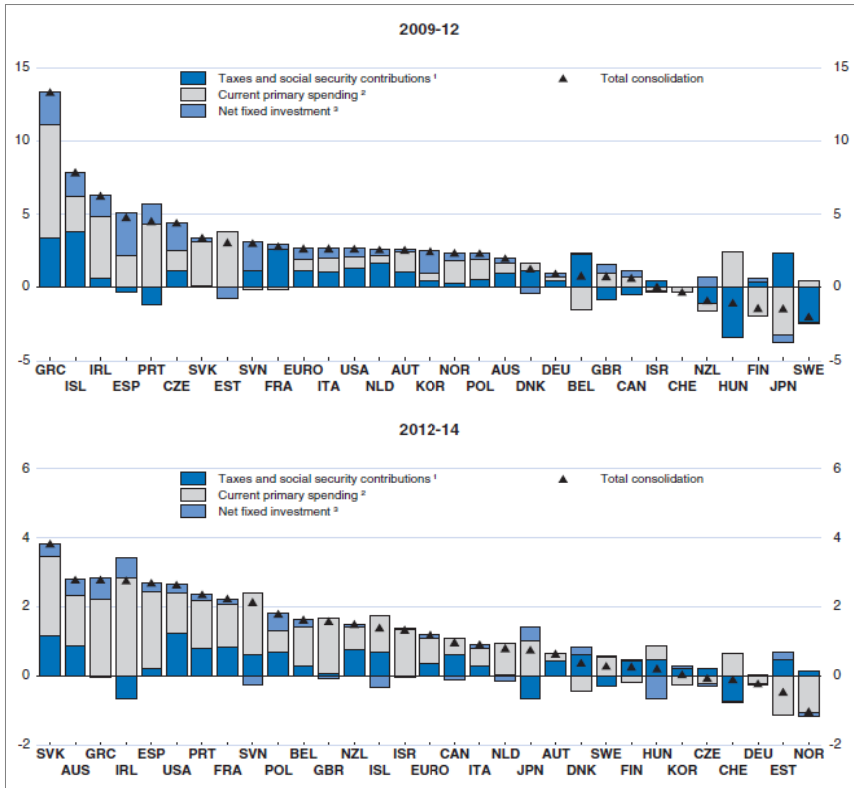 2009-12
15 15
Taxes and social security contributions ¹ Total consolidation
Current primary spending ²
Net fixed investment ³
10 10
5 5
0 0
-5 -5
GRC IRL PRT SVK SVN EURO USA AUT NOR AUS DEU GBR ISR NZL FIN SWE
ISL ESP CZE EST FRA ITA NLD KOR POL DNK BEL CAN CHE HUN JPN
2012-14
6 6
Taxes and social security contributions ¹ Total consolidation
Current primary spending ²
Net fixed investment ³
4 4
2 2
0 0
-2 -2
SVK GRC ESP PRT SVN BEL NZL ISR CAN NLD AUT SWE HUN CZE DEU NOR
AUS IRL USA FRA POL GBR ISL EURO ITA JPN DNK FIN KOR CHE EST